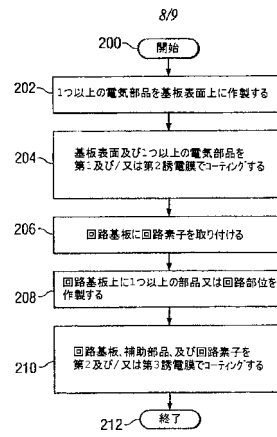 8/9
200
開始
202
1つ以上の電気部品を基板表面上に作製する
204
基板表面及び1つ以上の電気部品を
第1及び/又は第2誘電膜でコーティングする
206
回路基板に回路素子を取り付ける
208
回路基板上に1つ以上の部品又は回路部位を
作製する
210
回路基板、補助部品、及び回路素子を
第2及び/又は第3誘電膜でコーティングする
212
終了